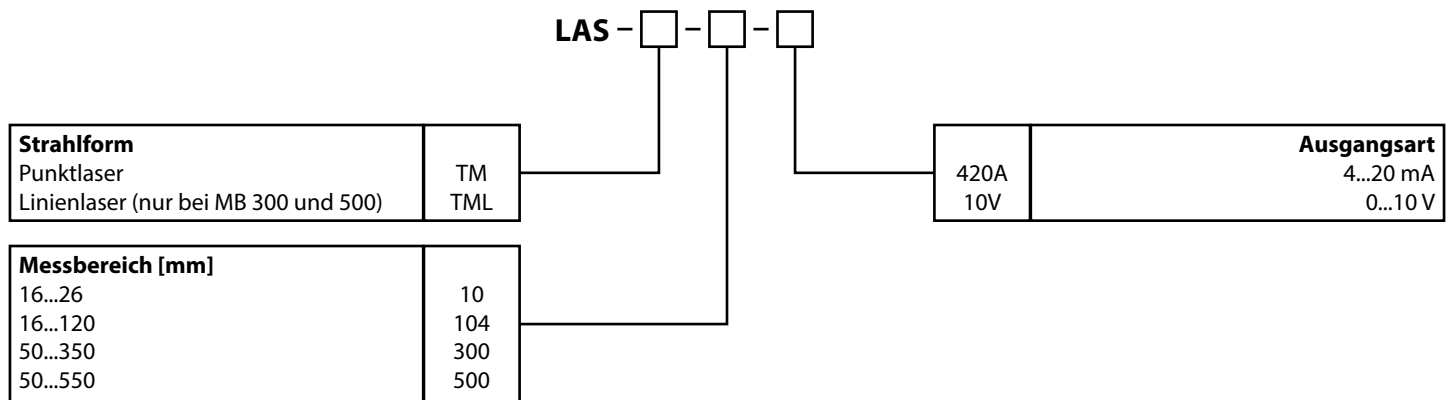 LAS – □ – □ – □
Strahlform
Punktlaser TM
Linienlaser (nur bei MB 300 und 500) TML
Ausgangsart
420A 4...20 mA
10V 0...10 V
Messbereich [mm]
16...26 10
16...120 104
50...350 300
50...550 500